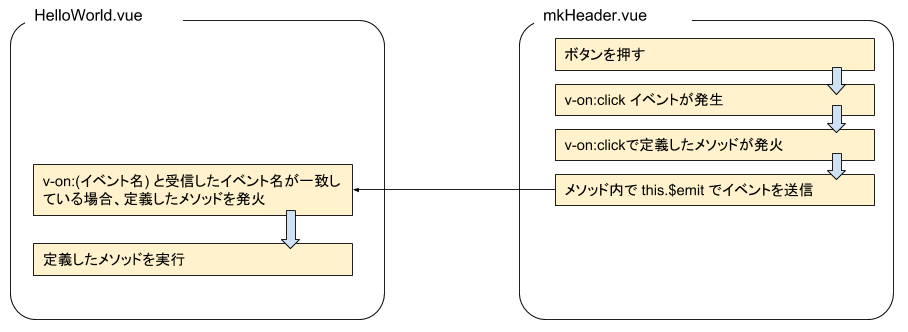 HelloWorld.vue
v-on:(イベント名) と受信したイベント名が一致し
ている場合、定義したメソッドを発火
定義したメソッドを実行
mkHeader.vue
ボタンを押す
v-on:click イベントが発生
v-on:clickで定義したメソッドが発火
メソッド内で this.$emit でイベントを送信